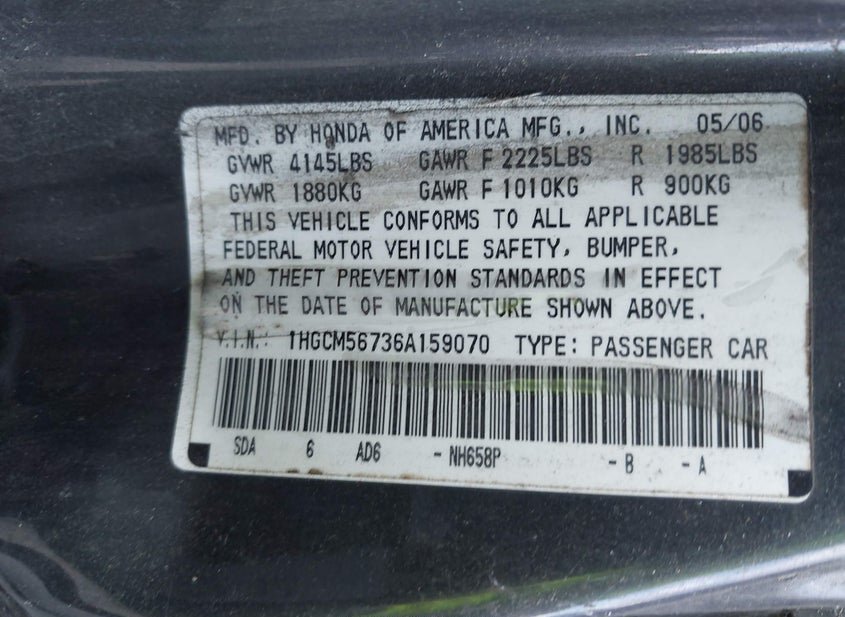 MFD. BY HONDA OF AMERICA MFG., INC. 05/06
GVWR 4145LBS GAWR F 2225LBS R 1985LBS
GVWR 1880KG GAWR F 1010KG R 900KG
THIS VEHICLE CONFORMS TO ALL APPLICABLE
FEDERAL MOTOR VEHICLE SAFETY, BUMPER,
AND THEFT PREVENTION STANDARDS IN EFFECT
ON THE DATE OF MANUFACTURE SHOWN ABOVE.
V.I.N.: 1HGCM56736A159070 TYPE: PASSENGER CAR
SDA 6 AD6 -NH658P -B -A